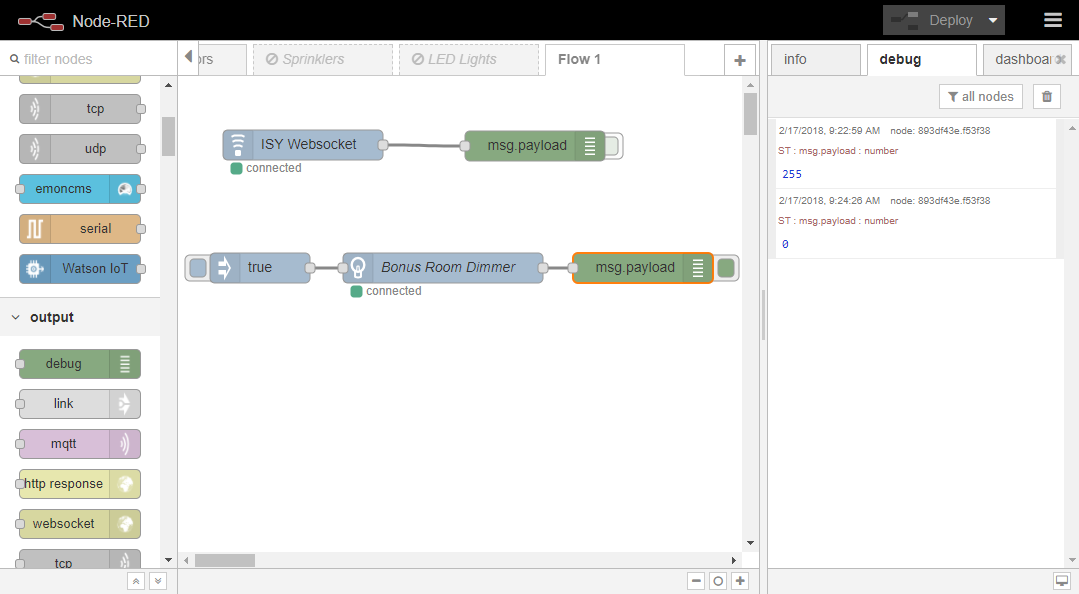 Node-RED
Deploy
filter nodes
ors
Sprinklers
LED Lights
Flow 1
info
debug
dashboar
all nodes
tcp
udp
emoncms
serial
Watson IoT
output
debug
link
mqtt
http response
websocket
tcp
ISY Websocket
msg.payload
connected
true
Bonus Room Dimmer
msg.payload
connected
2/17/2018, 9:22:59 AM node: 893df43e.f53f38
ST : msg.payload : number
255
2/17/2018, 9:24:26 AM node: 893df43e.f53f38
ST : msg.payload : number
0